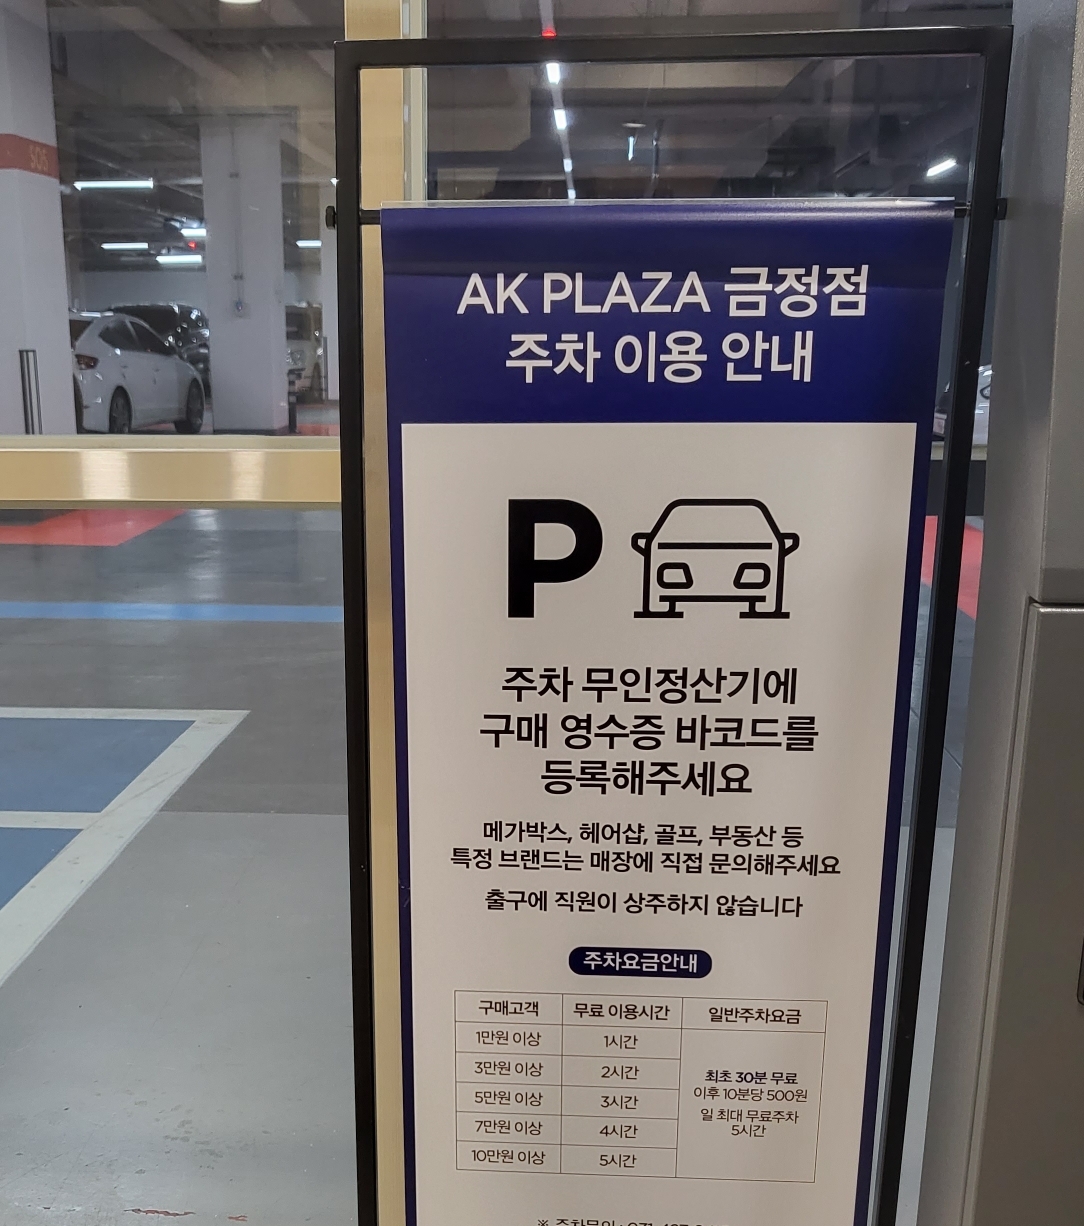 SOS
AK PLAZA 금정점
주차 이용 안내
P
주차 무인정산기에
구매 영수증 바코드를
등록해주세요
메가박스, 헤어샵, 골프, 부동산 등
특정 브랜드는 매장에 직접 문의해주세요
출구에 직원이 상주하지 않습니다
주차요금안내
구매고객 무료 이용시간 일반주차요금
1만원 이상 1시간
3만원 이상 2시간
5만원 이상 3시간
7만원 이상 4시간
10만원 이상 5시간
최초 30분 무료
이후 10분당 500원
일 최대 무료주차
5시간
※ 주차문의 :